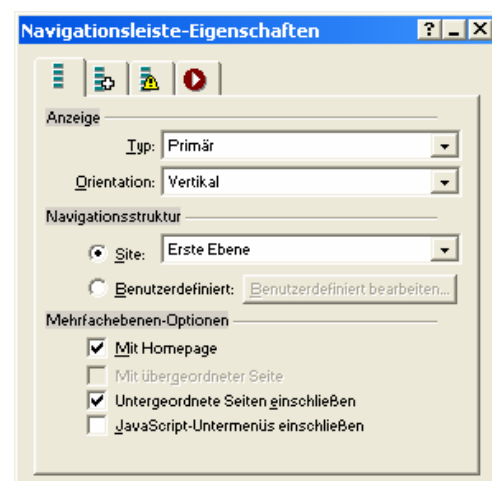 Navigationsleiste-Eigenschaften
Anzeige
Typ: Primär
Orientation: Vertikal
Navigationsstruktur
Site: Erste Ebene
Benutzerdefiniert: Benutzerdefiniert bearbeiten...
Mehrfachebenen-Optionen
Mit Homepage
Mit übergeordneter Seite
Untergeordnete Seiten einschließen
JavaScript-Untermenüs einschließen